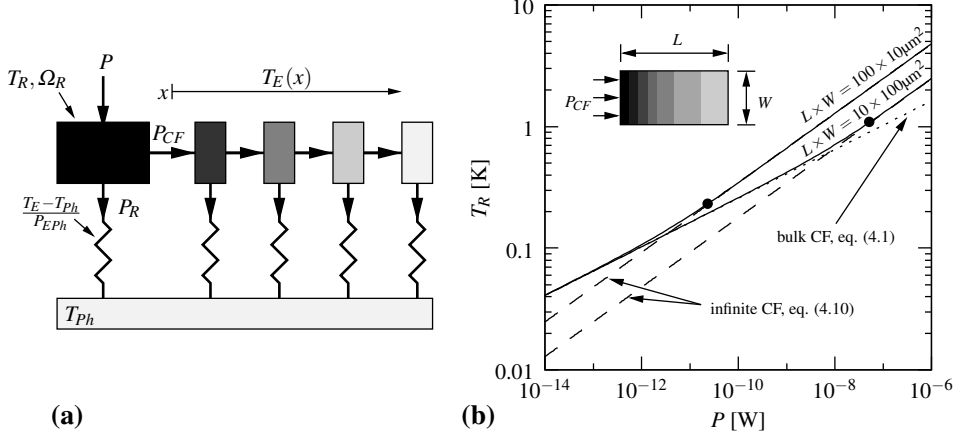 P
T_R, Ω_R
x
T_E(x)
P_CF
P_R
T_E−T_Ph
P_EPh
T_Ph
(a)
10
1
0.1
0.01
T_R [K]
10^−14
10^−12
10^−10
10^−8
10^−6
P [W]
L
W
P_CF
L × W = 100 × 10μm²
L × W = 10 × 100μm²
bulk CF, eq. (4.1)
infinite CF, eq. (4.10)
(b)